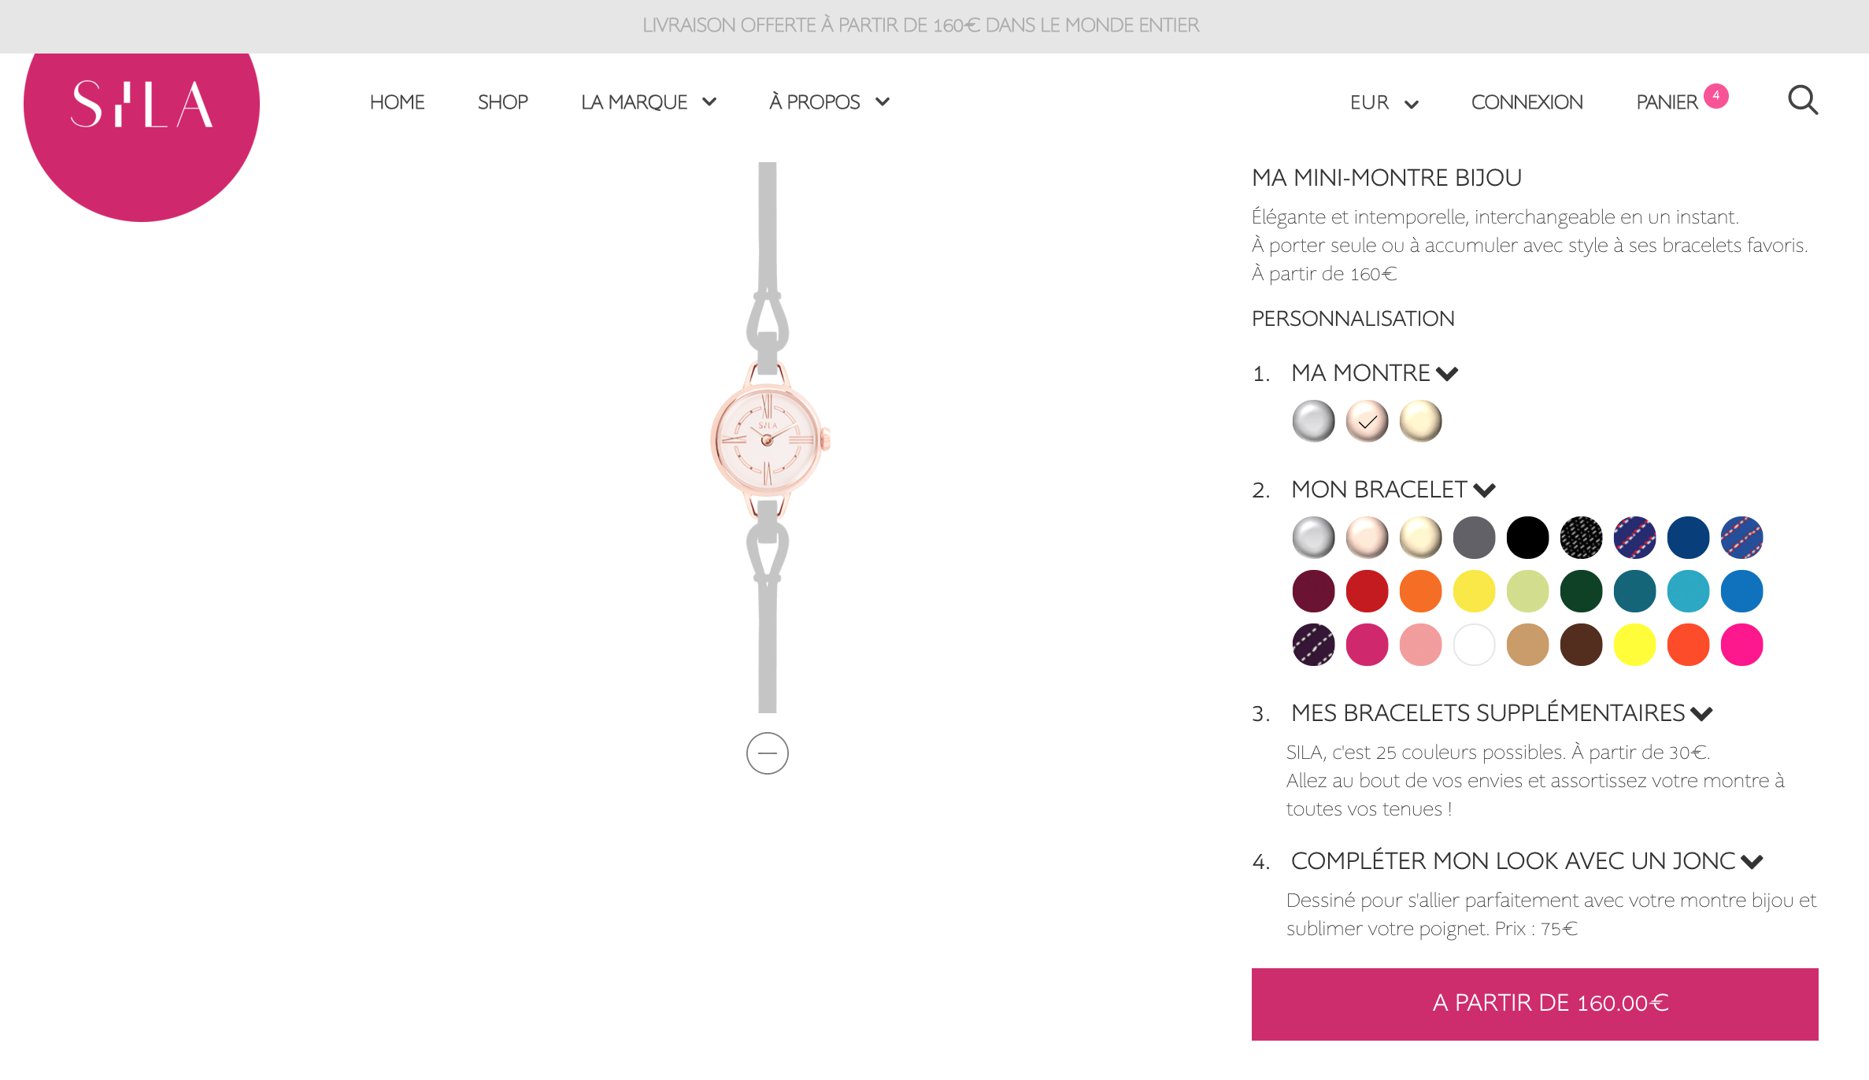 LIVRAISON OFFERTE À PARTIR DE 160€ DANS LE MONDE ENTIER
SILA
HOME SHOP LA MARQUE À PROPOS EUR CONNEXION PANIER 4
MA MINI-MONTRE BIJOU
Élégante et intemporelle, interchangeable en un instant.
À porter seule ou à accumuler avec style à ses bracelets favoris.
À partir de 160€
PERSONNALISATION
1. MA MONTRE
SILA
2. MON BRACELET
3. MES BRACELETS SUPPLÉMENTAIRES
SILA, c'est 25 couleurs possibles. À partir de 30€.
Allez au bout de vos envies et assortissez votre montre à
toutes vos tenues !
4. COMPLÉTER MON LOOK AVEC UN JONC
Dessiné pour s'allier parfaitement avec votre montre bijou et
sublimer votre poignet. Prix : 75€
A PARTIR DE 160.00€